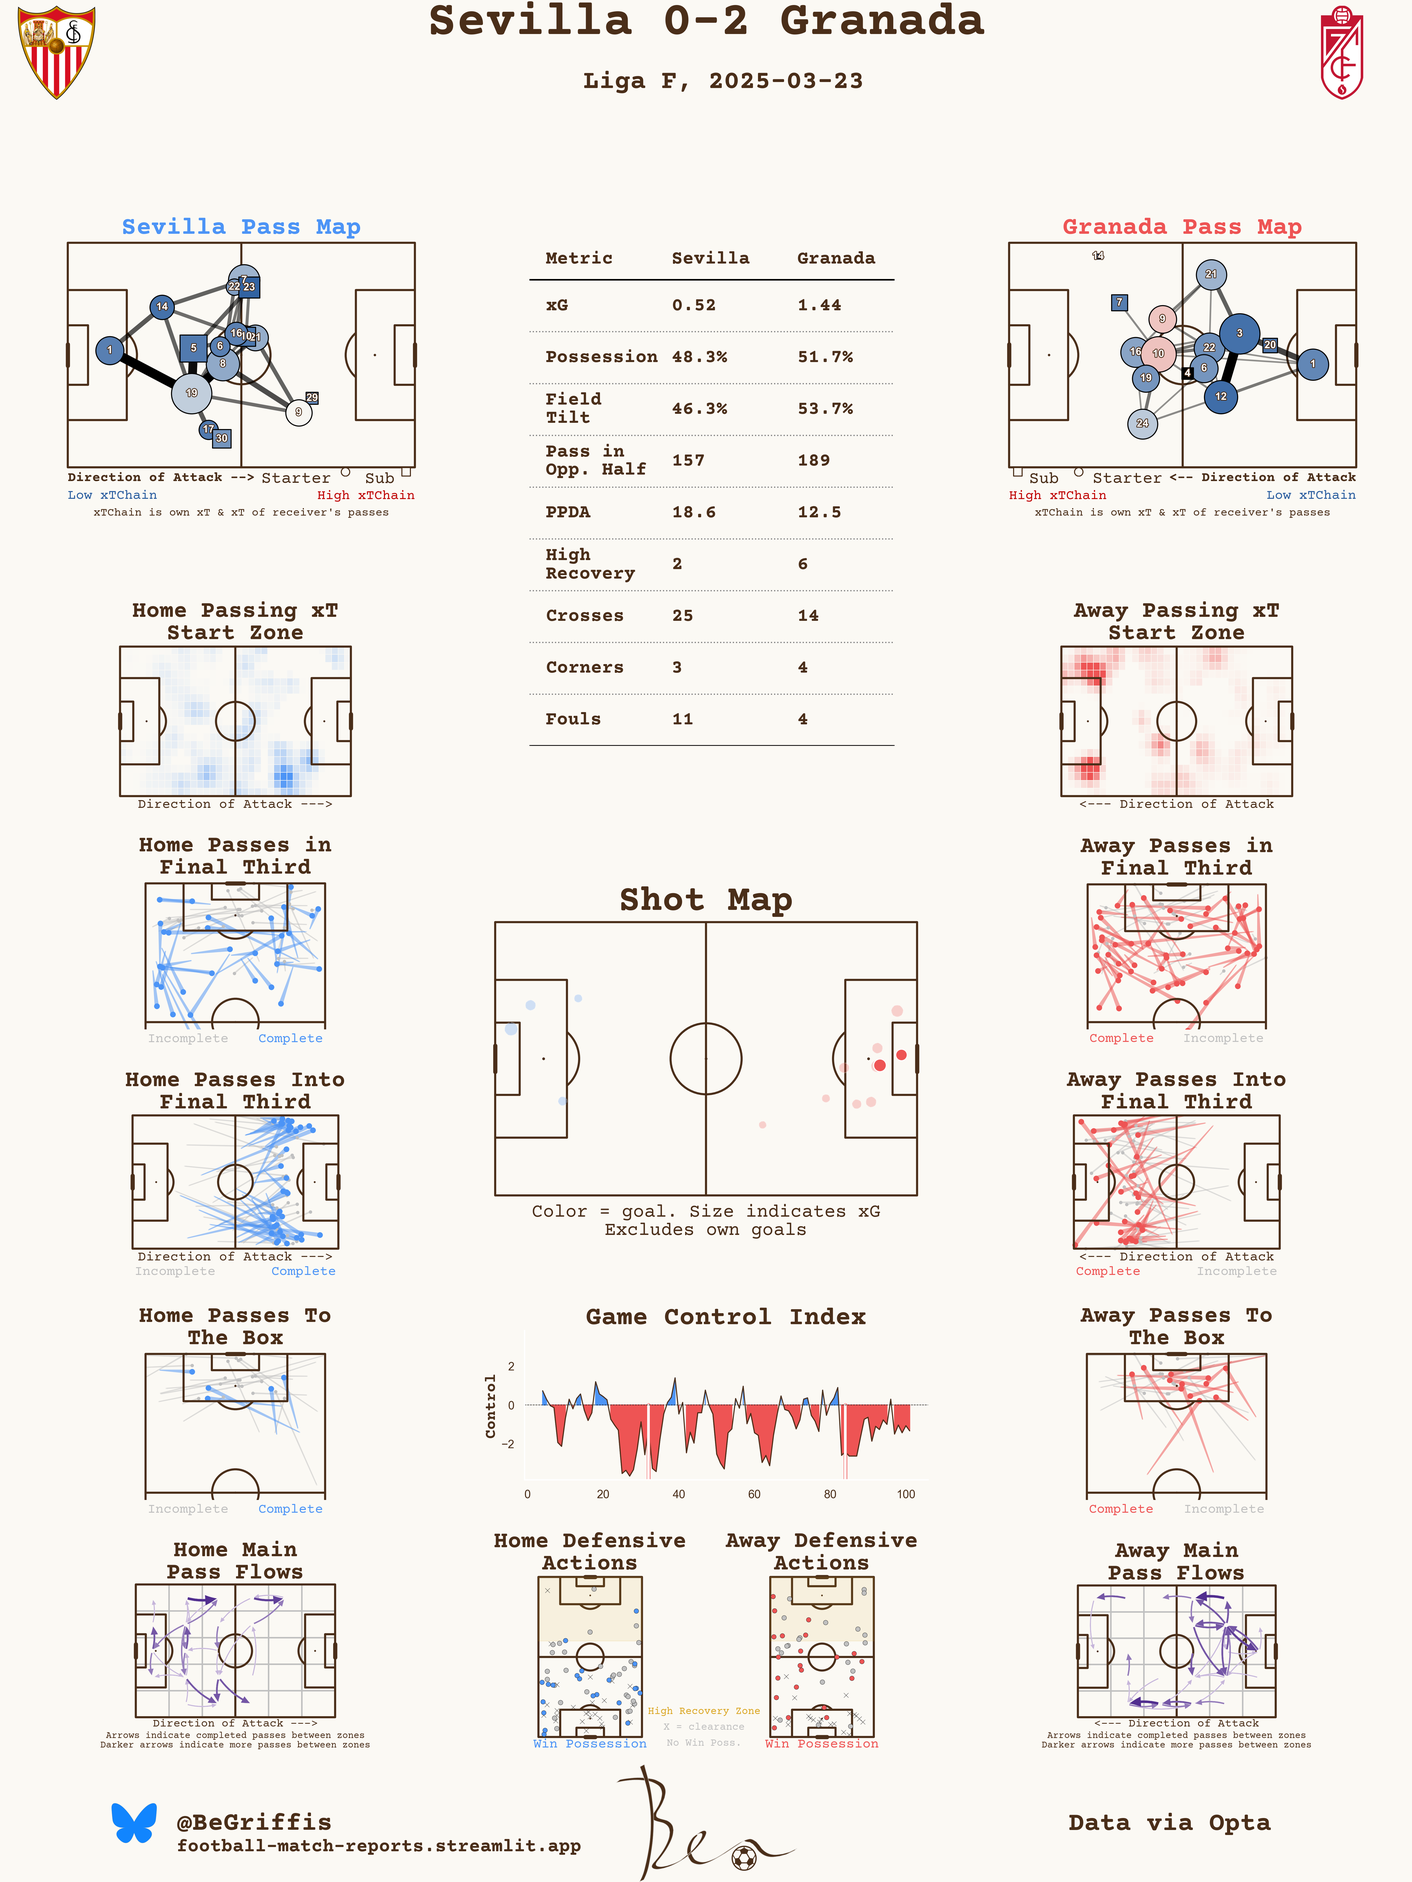 Sevilla 0-2 Granada
Liga F, 2025-03-23
Sevilla Pass Map
14
7
22
23
16
10
21
1
5
6
8
19
9
29
17
30
Direction of Attack --> Starter Sub
Low xTChain High xTChain
xTChain is own xT & xT of receiver's passes
Metric Sevilla Granada
xG 0.52 1.44
Possession 48.3% 51.7%
Field
Tilt 46.3% 53.7%
Pass in
Opp. Half 157 189
PPDA 18.6 12.5
High
Recovery 2 6
Crosses 25 14
Corners 3 4
Fouls 11 4
Granada Pass Map
14
21
7
9
3
16
10
22
20
1
19
4
6
12
24
Sub Starter <-- Direction of Attack
High xTChain Low xTChain
xTChain is own xT & xT of receiver's passes
Home Passing xT
Start Zone
Direction of Attack --->
Away Passing xT
Start Zone
<--- Direction of Attack
Home Passes in
Final Third
Incomplete Complete
Away Passes in
Final Third
Complete Incomplete
Shot Map
Color = goal. Size indicates xG
Excludes own goals
Home Passes Into
Final Third
Direction of Attack --->
Incomplete Complete
Away Passes Into
Final Third
<--- Direction of Attack
Complete Incomplete
Home Passes To
The Box
Incomplete Complete
Game Control Index
Control
2
0
−2
0 20 40 60 80 100
Away Passes To
The Box
Complete Incomplete
Home Main
Pass Flows
Direction of Attack --->
Arrows indicate completed passes between zones
Darker arrows indicate more passes between zones
Home Defensive
Actions
Win Possession
Away Defensive
Actions
Win Possession
High Recovery Zone
X = clearance
No Win Poss.
Away Main
Pass Flows
<--- Direction of Attack
Arrows indicate completed passes between zones
Darker arrows indicate more passes between zones
@BeGriffis
football-match-reports.streamlit.app
Ben
Data via Opta